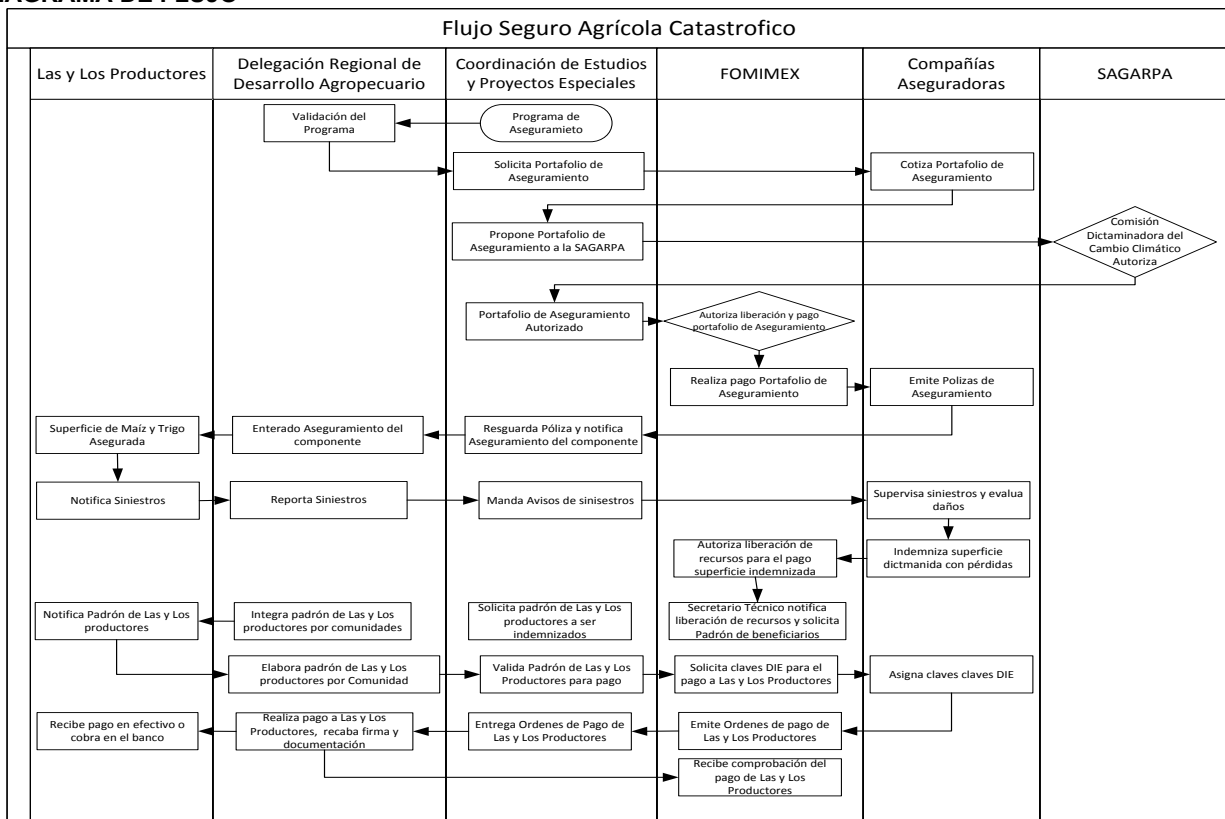 Flujo Seguro Agrícola Catastrofico
Las y Los Productores
Delegación Regional de
Desarrollo Agropecuario
Coordinación de Estudios
y Proyectos Especiales
FOMIMEX
Compañías
Aseguradoras
SAGARPA
Validación del
Programa
Programa de
Aseguramieto
Solicita Portafolio de
Aseguramiento
Cotiza Portafolio de
Aseguramiento
Propone Portafolio de
Aseguramiento a la SAGARPA
Comisión
Dictaminadora del
Cambio Climático
Autoriza
Portafolio de Aseguramiento
Autorizado
Autoriza liberación y pago
portafolio de Aseguramiento
Realiza pago Portafolio de
Aseguramiento
Emite Polizas de
Aseguramiento
Superficie de Maíz y Trigo
Asegurada
Enterado Aseguramiento del
componente
Resguarda Póliza y notifica
Aseguramiento del componente
Notifica Siniestros
Reporta Siniestros
Manda Avisos de sinisestros
Supervisa siniestros y evalua
daños
Autoriza liberación de
recursos para el pago
superficie indemnizada
Indemniza superficie
dictmanida con pérdidas
Notifica Padrón de Las y Los
productores
Integra padrón de Las y Los
productores por comunidades
Solicita padrón de Las y Los
productores a ser
indemnizados
Secretario Técnico notifica
liberación de recursos y solicita
Padrón de beneficiarios
Elabora padrón de Las y Los
productores por Comunidad
Valida Padrón de Las y Los
Productores para pago
Solicita claves DIE para el
pago a Las y Los Productores
Asigna claves claves DIE
Recibe pago en efectivo o
cobra en el banco
Realiza pago a Las y Los
Productores, recaba firma y
documentación
Entrega Ordenes de Pago de
Las y Los Productores
Emite Ordenes de pago de
Las y Los Productores
Recibe comprobación del
pago de Las y Los
Productores